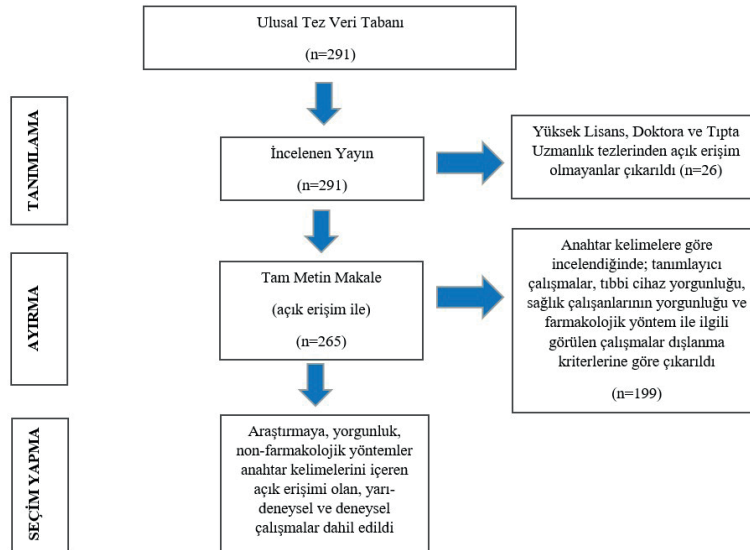 Ulusal Tez Veri Tabanı
(n=291)
TANIMLAMA
İncelenen Yayın
(n=291)
Yüksek Lisans, Doktora ve Tıpta
Uzmanlık tezlerinden açık erişim
olmayanlar çıkarıldı (n=26)
AYIRMA
Tam Metin Makale
(açık erişim ile)
(n=265)
Anahtar kelimelere göre
incelendiğinde; tanımlayıcı
çalışmalar, tıbbi cihaz yorgunluğu,
sağlık çalışanlarının yorgunluğu ve
farmakolojik yöntem ile ilgili
görülen çalışmalar dışlanma
kriterlerine göre çıkarıldı
(n=199)
SEÇİM YAPMA
Araştırmaya, yorgunluk,
non-farmakolojik yöntemler
anahtar kelimelerini içeren
açık erişimi olan, yarı-
deneysel ve deneysel
çalışmalar dahil edildi